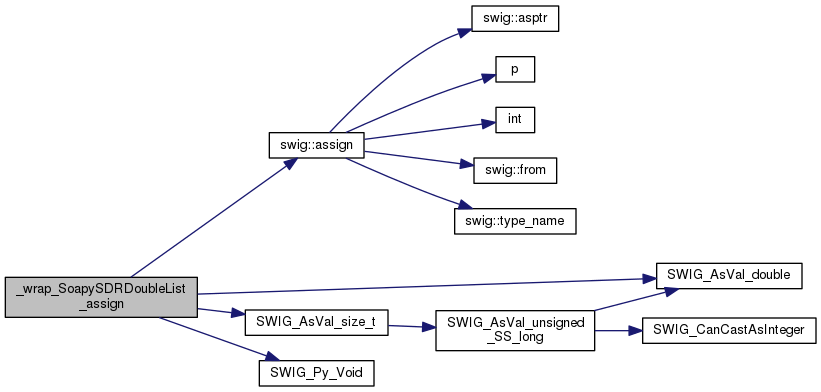 swig::asptr
p
int
swig::assign
swig::from
swig::type_name
_wrap_SoapySDRDoubleList
_assign
SWIG_AsVal_double
SWIG_AsVal_size_t
SWIG_AsVal_unsigned
_SS_long
SWIG_CanCastAsInteger
SWIG_Py_Void